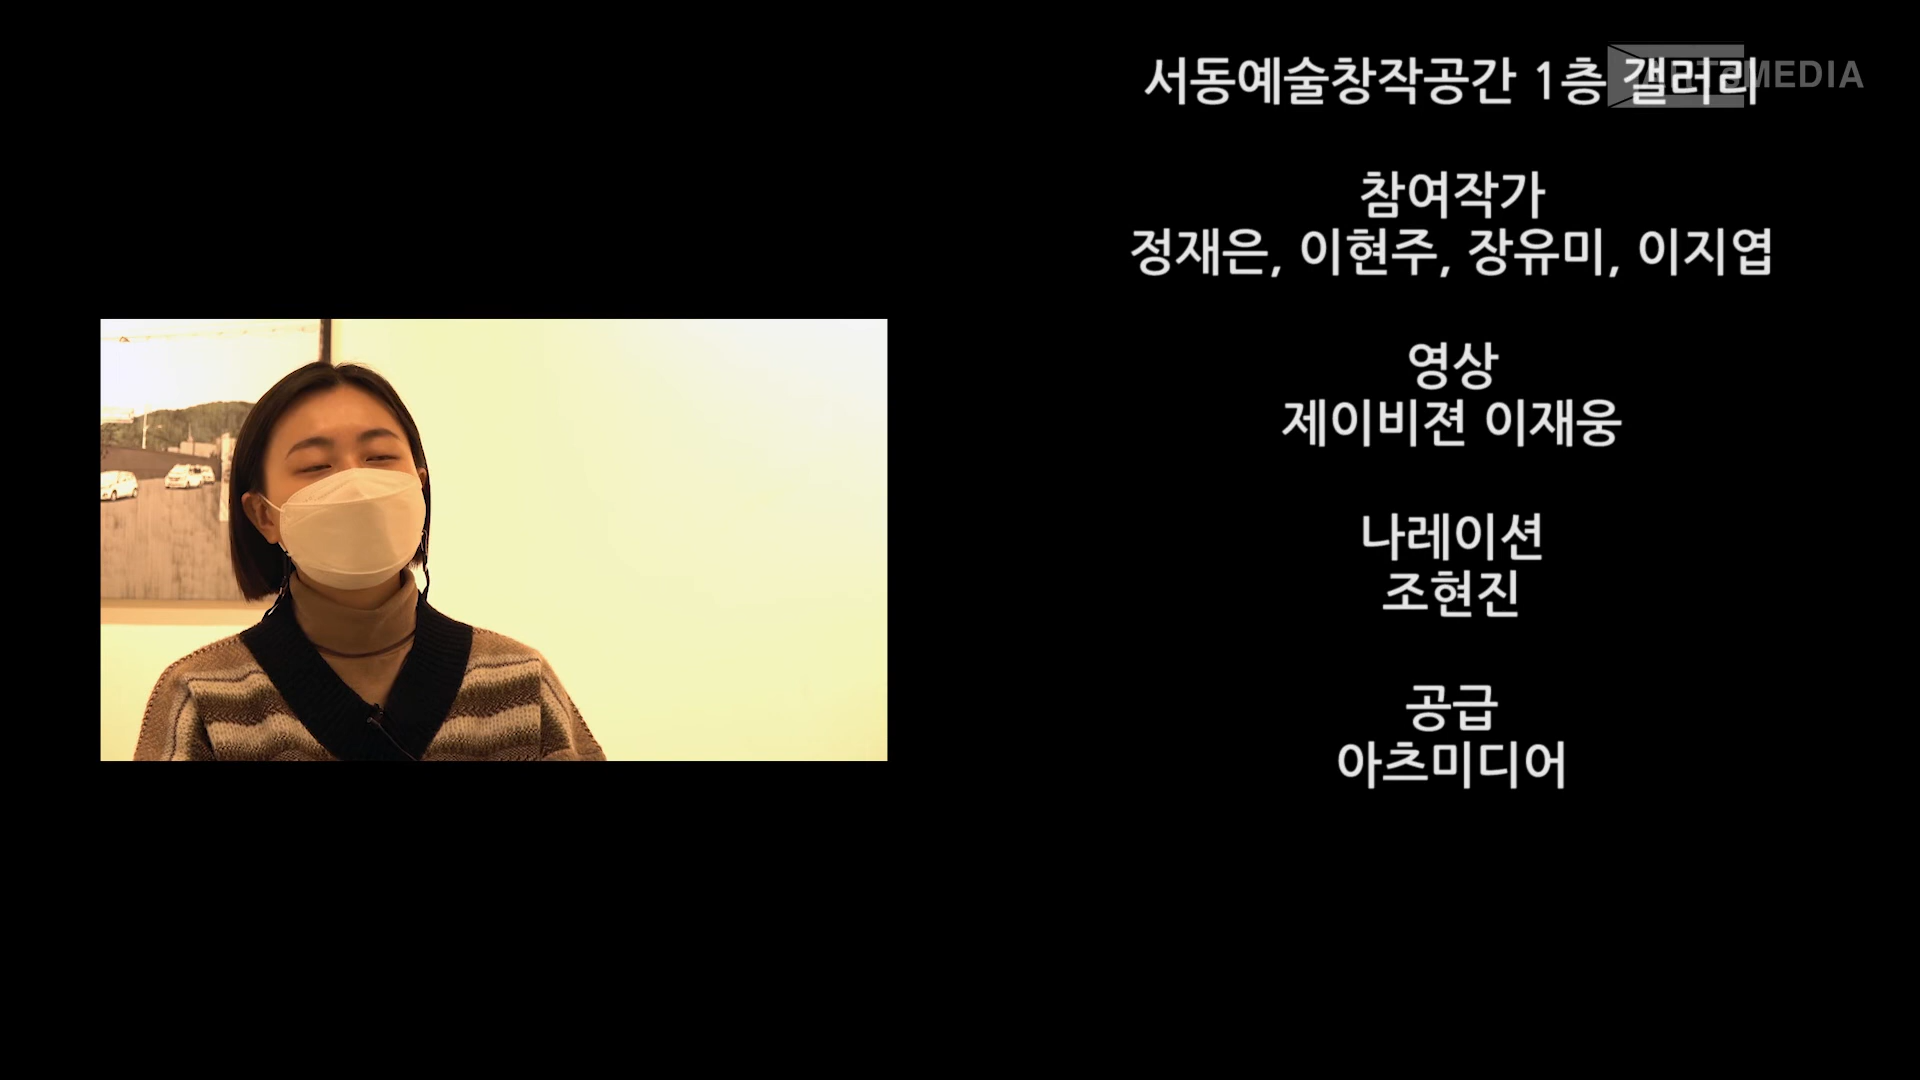 서동예술창작공간 1층 갤러리
참여작가
정재은, 이현주, 장유미, 이지엽
영상
제이비젼 이재웅
나레이션
조현진
공급
아츠미디어